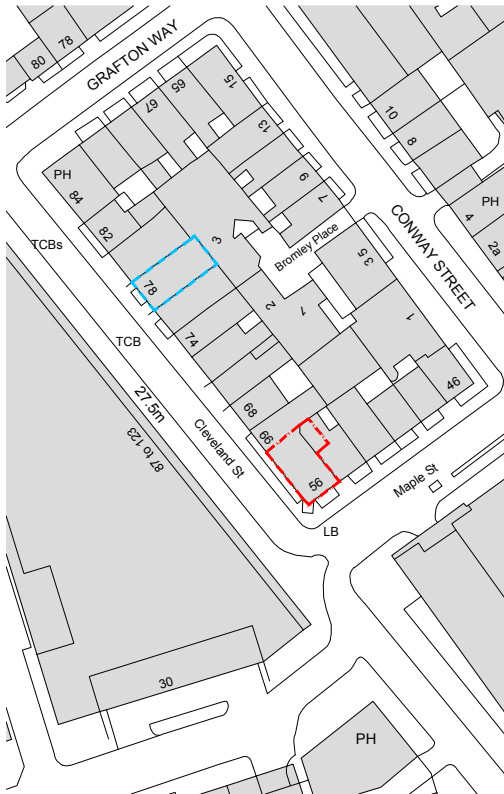 80
78
GRAFTON WAY
65
67
15
10
8
13
PH
84
82
9
7
PH
4
2a
TCBs
3
Bromley Place
CONWAY STREET
35
78
2
7
1
TCB
74
27.5m
46
68
66
Cleveland St
87 to 123
56
Maple St
LB
30
PH